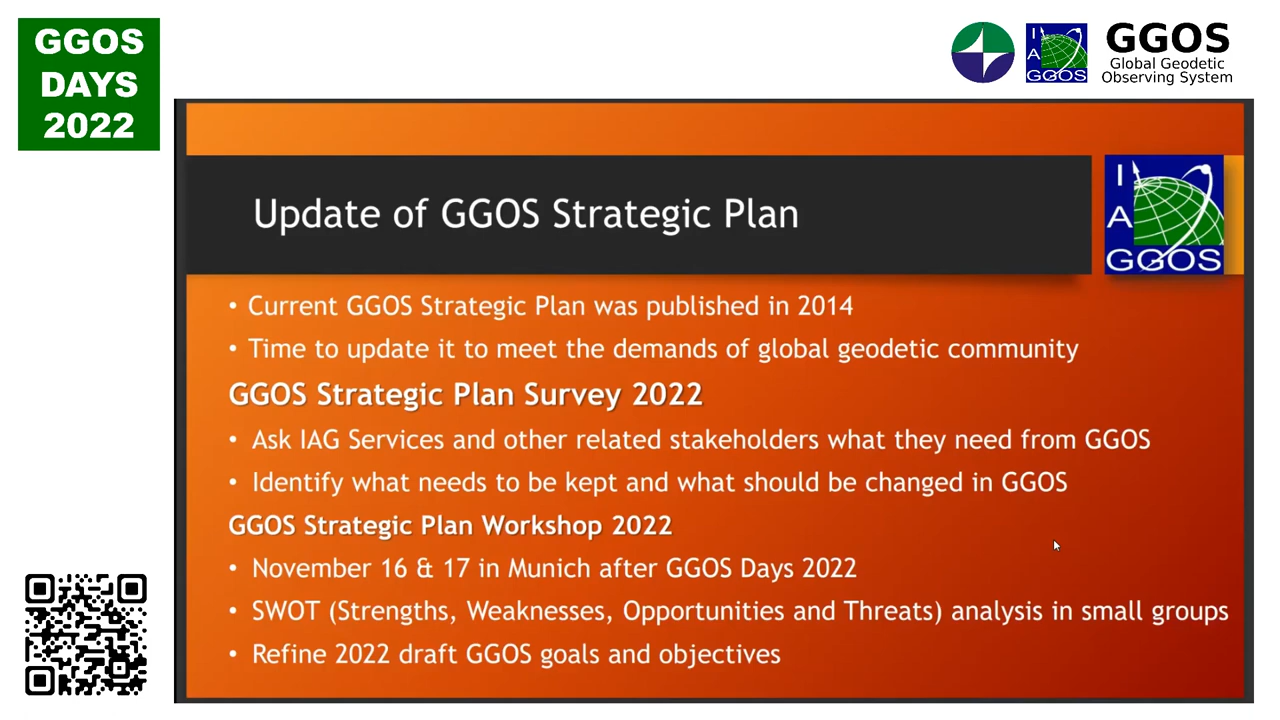 GGOS
DAYS
2022
I
A
GGOS
GGOS
Global Geodetic
Observing System
Update of GGOS Strategic Plan
I
A
GGOS
• Current GGOS Strategic Plan was published in 2014
• Time to update it to meet the demands of global geodetic community
GGOS Strategic Plan Survey 2022
• Ask IAG Services and other related stakeholders what they need from GGOS
• Identify what needs to be kept and what should be changed in GGOS
GGOS Strategic Plan Workshop 2022
• November 16 & 17 in Munich after GGOS Days 2022
• SWOT (Strengths, Weaknesses, Opportunities and Threats) analysis in small groups
• Refine 2022 draft GGOS goals and objectives